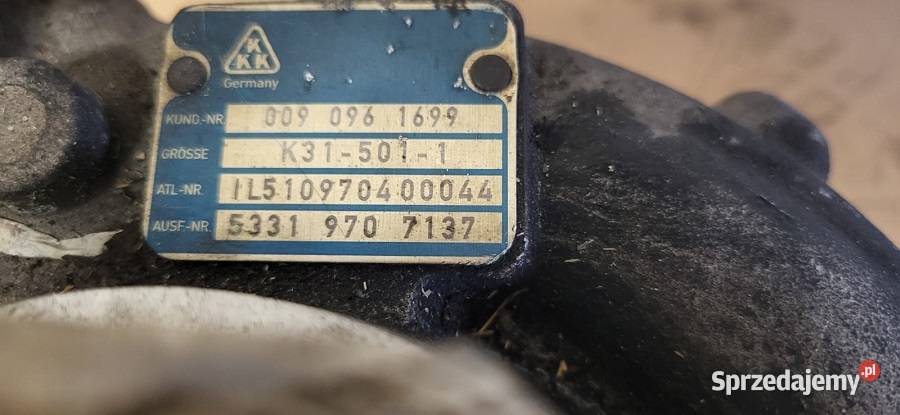 K
KK
Germany
KUND.-NR. 009 096 1699
GRÖSSE K31-501-1
ATL-NR. IL510970400044
AUSF.-NR. 5331 970 7137
Sprzedajemy.pl